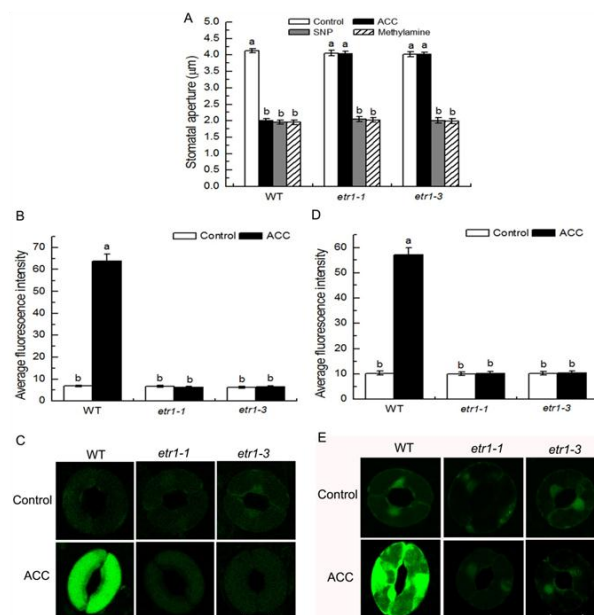 A
Control ACC
SNP Methylamine
Stomatal aperture (μm)
5.0
4.5
4.0
3.5
3.0
2.5
2.0
1.5
1.0
0.5
0.0
a a a a a
b b b b b b b
WT etr1-1 etr1-3
B
Control ACC
Average fluorescence intensity
70
60
50
40
30
20
10
0
a
b b b b b
WT etr1-1 etr1-3
D
Control ACC
Average fluorescence intensity
60
50
40
30
20
10
0
a
b b b b b
WT etr1-1 etr1-3
C
WT etr1-1 etr1-3
Control
ACC
E
WT etr1-1 etr1-3
Control
ACC